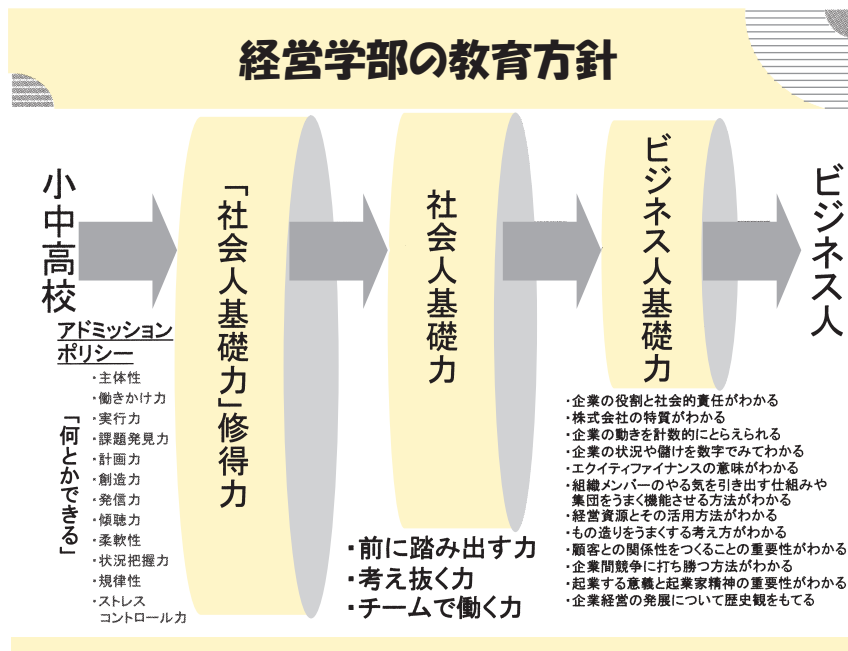 経営学部の教育方針
小中高校
アドミッション
ポリシー
「何とかできる」
・主体性
・働きかけ力
・実行力
・課題発見力
・計画力
・創造力
・発信力
・傾聴力
・柔軟性
・状況把握力
・規律性
・ストレス
コントロール力
「社会人基礎力」修得力
社会人基礎力
・前に踏み出す力
・考え抜く力
・チームで働く力
ビジネス人基礎力
・企業の役割と社会的責任がわかる
・株式会社の特質がわかる
・企業の動きを計数的にとらえられる
・企業の状況や儲けを数字でみてわかる
・エクイティファイナンスの意味がわかる
・組織メンバーのやる気を引き出す仕組みや
集団をうまく機能させる方法がわかる
・経営資源とその活用方法がわかる
・もの造りをうまくする考え方がわかる
・顧客との関係性をつくることの重要性がわかる
・企業間競争に打ち勝つ方法がわかる
・起業する意義と起業家精神の重要性がわかる
・企業経営の発展について歴史観をもてる
ビジネス人